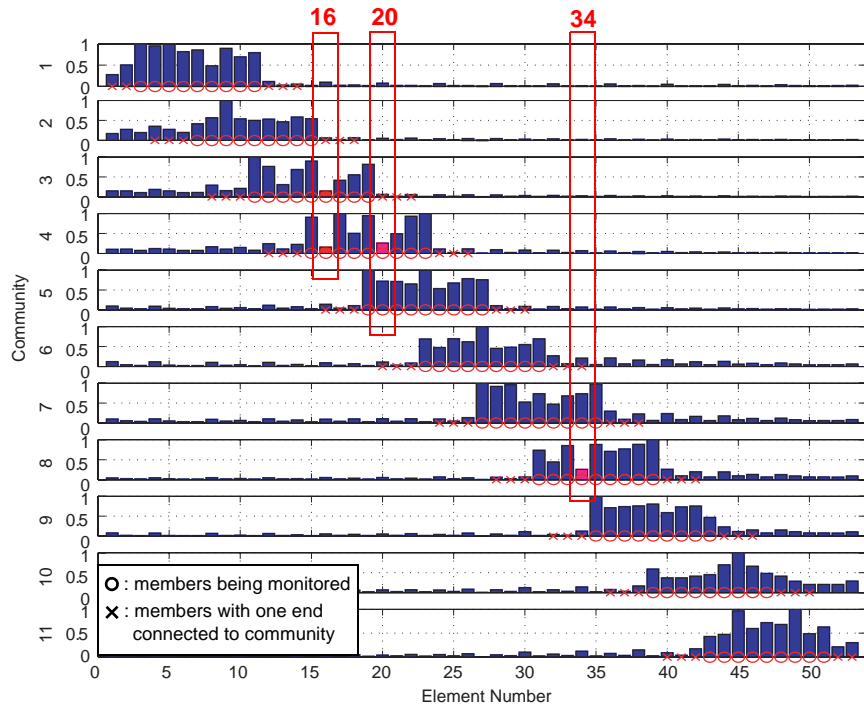 16 20 34
1 1 0.5 0
2 1 0.5 0
3 1 0.5 0
4 1 0.5 0
5 1 0.5 0
6 1 0.5 0
7 1 0.5 0
8 1 0.5 0
9 1 0.5 0
10 1 0.5 0
11 1 0.5 0
Community
O : members being monitored
× : members with one end
connected to community
0 5 10 15 20 25 30 35 40 45 50
Element Number